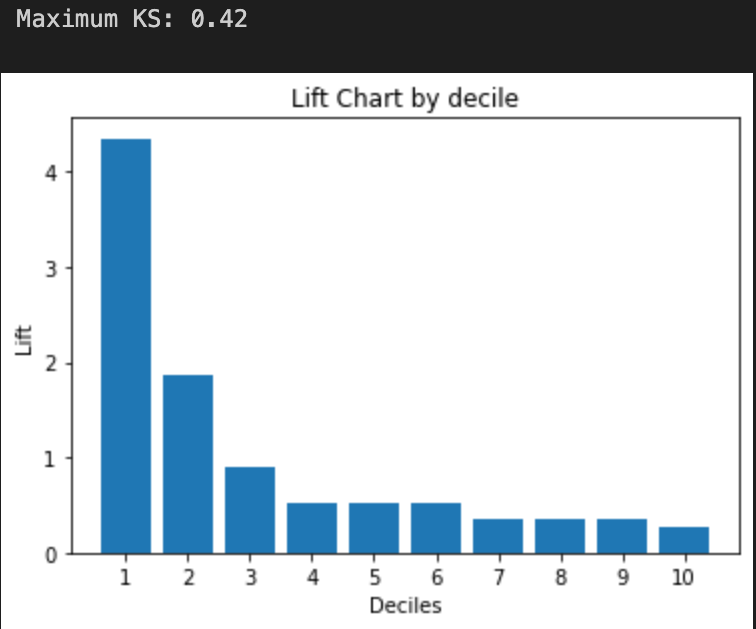 Maximum KS: 0.42
Lift Chart by decile
4
3
2
1
0
Lift
1 2 3 4 5 6 7 8 9 10
Deciles